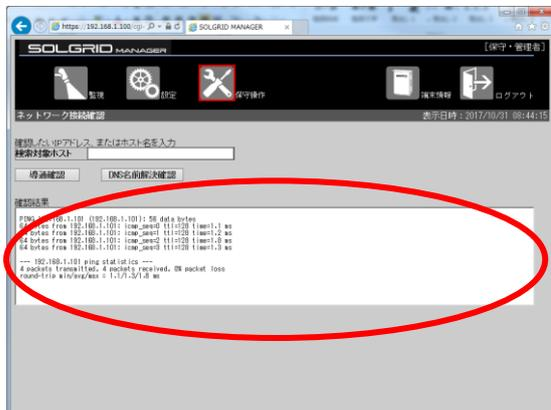 https://192.168.1.100/cgi-
SOLGRID MANAGER
SOLGRID MANAGER
[保守・管理者]
監視
設定
保守操作
端末情報
ログアウト
ネットワーク接続確認
表示日時:2017/10/31 08:44:15
確認したいIPアドレス、またはホスト名を入力
検索対象ホスト
導通確認
DNS名前解決確認
確認結果
PING 192.168.1.101 (192.168.1.101): 56 data bytes
64 bytes from 192.168.1.101: icmp_seq=0 ttl=128 time=1.1 ms
64 bytes from 192.168.1.101: icmp_seq=1 ttl=128 time=1.2 ms
64 bytes from 192.168.1.101: icmp_seq=2 ttl=128 time=1.8 ms
64 bytes from 192.168.1.101: icmp_seq=3 ttl=128 time=1.3 ms
--- 192.168.1.101 ping statistics ---
4 packets transmitted, 4 packets received, 0% packet loss
round-trip min/avg/max = 1.1/1.3/1.8 ms